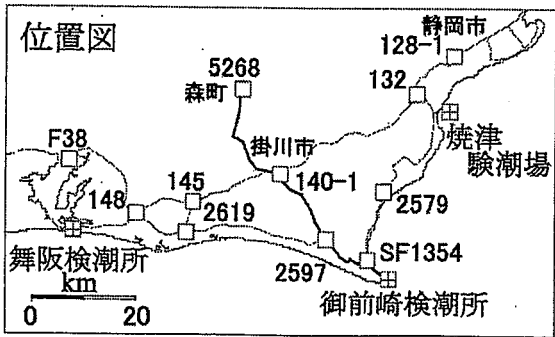 位置図
静岡市
128-1
5268
132
森町
焼津
験潮場
F38
掛川市
145
140-1
148
2619
2579
SF1354
舞阪検潮所
2597
km
御前崎検潮所
0 20